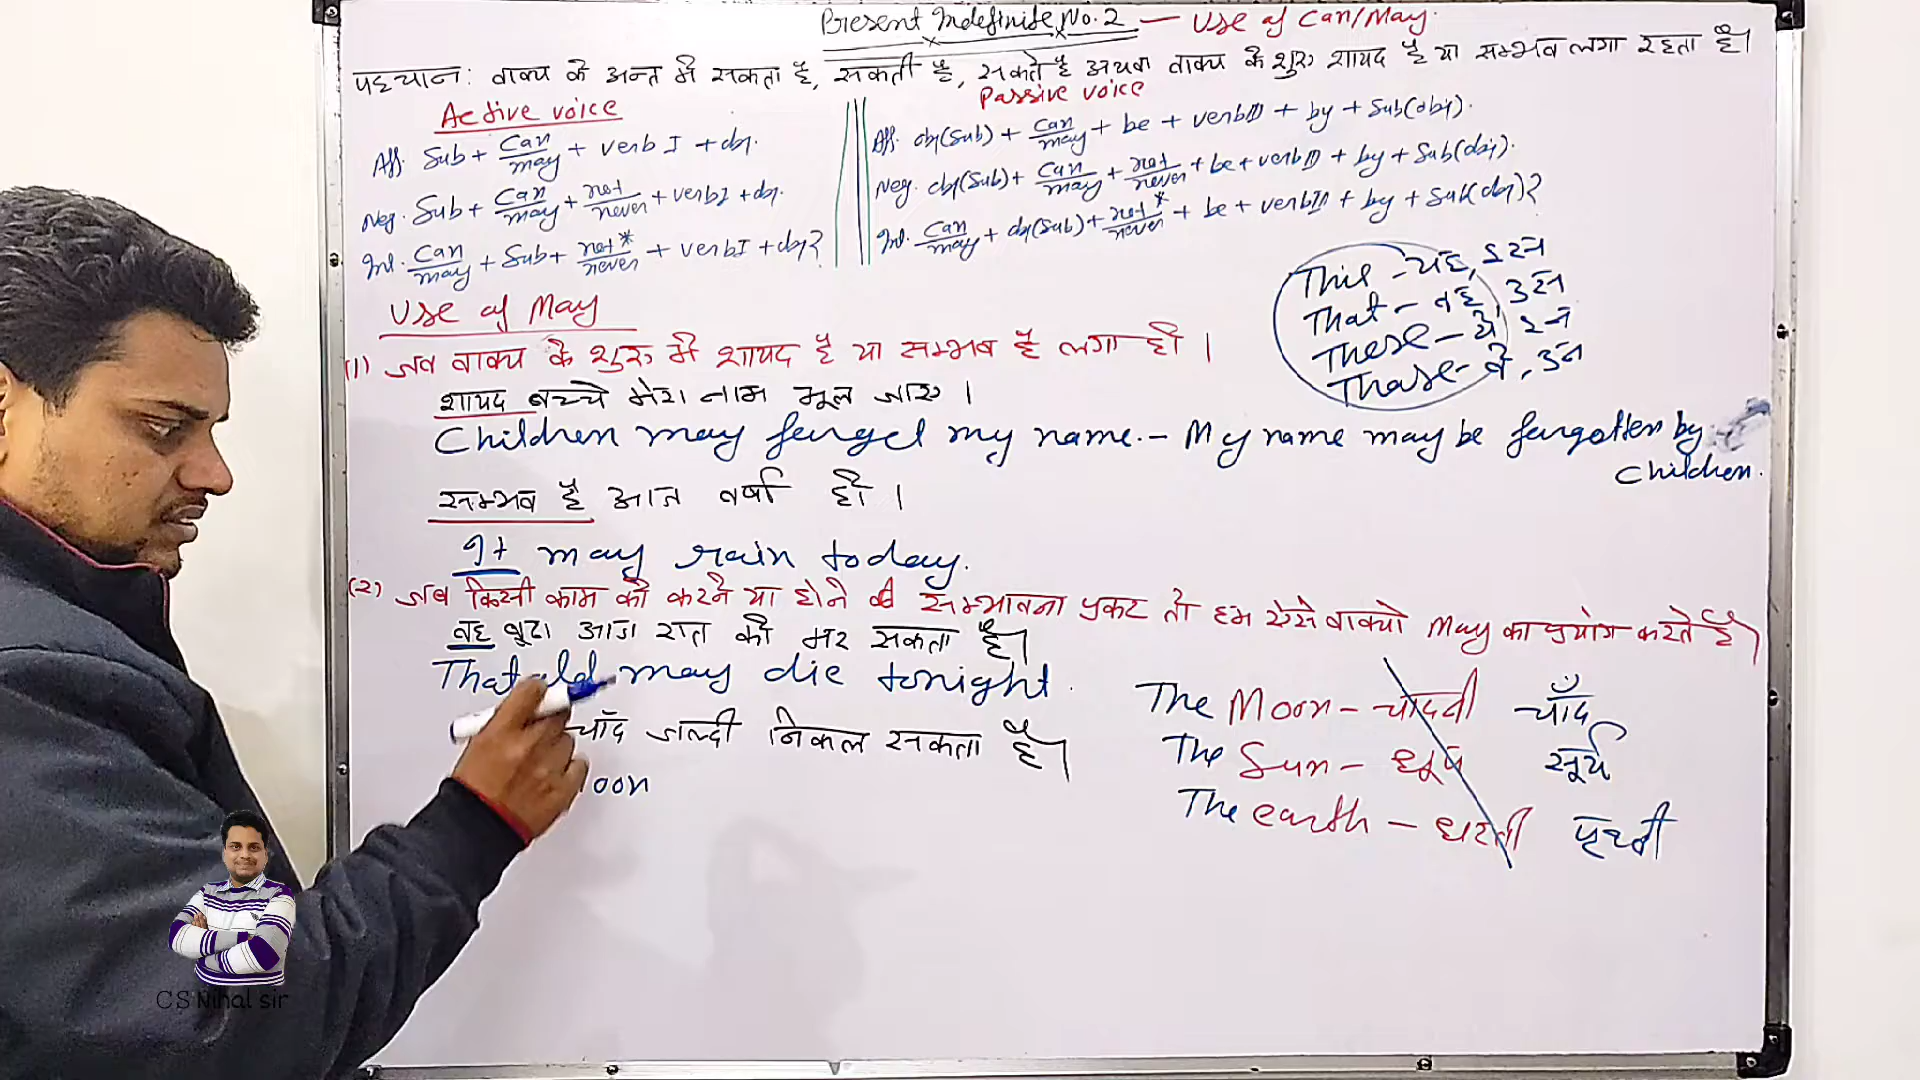 Present Indefinite No. 2 — Use of Can/May.
पहचान: वाक्य के अन्त में सकता है, सकती है, सकते है अथवा वाक्य के शुरु शायद है या सम्भव लगा रहता है।
Active voice
Aff. Sub + Can/may + verb I + obj.
Neg. Sub + Can/may + not/never + verb I + obj.
Int. Can/may + Sub + not*/never + verb I + obj?
Passive voice
Aff. obj(Sub) + Can/may + be + verb III + by + Sub(obj).
Neg. obj(Sub) + Can/may + not/never + be + verb III + by + Sub(obj).
Int. Can/may + obj(Sub) + not*/never + be + verb III + by + Sub(obj)?
This - यह, इस
That - वह, उस
These - ये, इन
Those - वे, उन
Use of May
(1) जब वाक्य के शुरु में शायद है या सम्भव है लगा हो।
शायद बच्चे मेरा नाम भूल जाए।
Children may forget my name. - My name may be forgotten by
Children.
सम्भव है आज वर्षा हो।
It may rain today.
(2) जब किसी काम को करने या होने की सम्भावना प्रकट तो हम ऐसे वाक्यो May का प्रयोग करते है।
वह बूढा आज रात को मर सकता है।
That old may die tonight.
चाँद जल्दी निकल सकता है।
oon
The Moon - चाँदनी चाँद
The Sun - धूप सूर्य
The earth - धरती पृथ्वी
CS Nihal sir